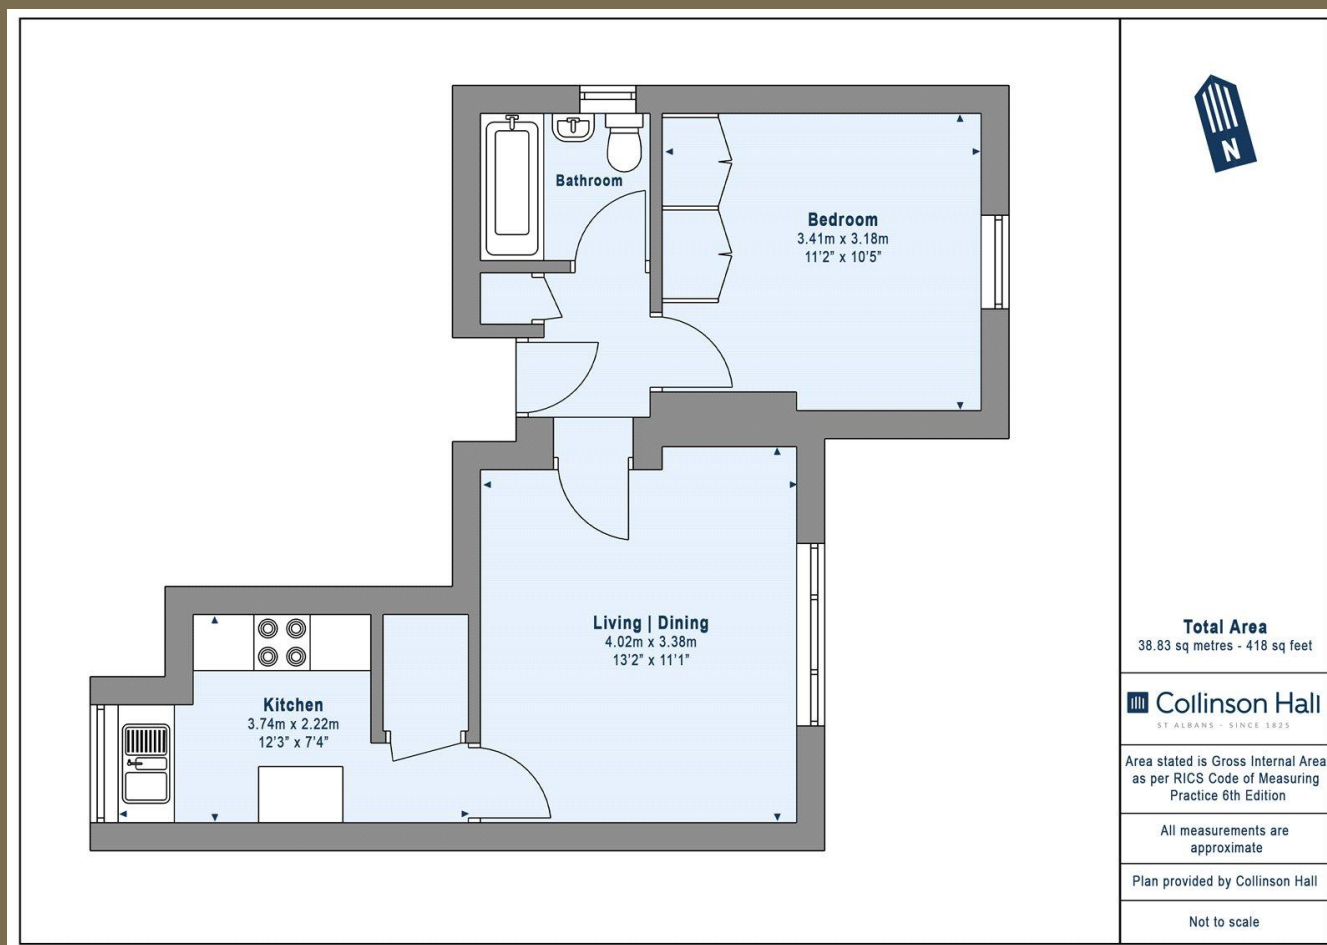 Bathroom
Bedroom
3.41m x 3.18m
11'2" x 10'5"
Living | Dining
4.02m x 3.38m
13'2" x 11'1"
Kitchen
3.74m x 2.22m
12'3" x 7'4"
N
Total Area
38.83 sq metres - 418 sq feet
Collinson Hall
ST ALBANS - SINCE 1825
Area stated is Gross Internal Area
as per RICS Code of Measuring
Practice 6th Edition
All measurements are
approximate
Plan provided by Collinson Hall
Not to scale